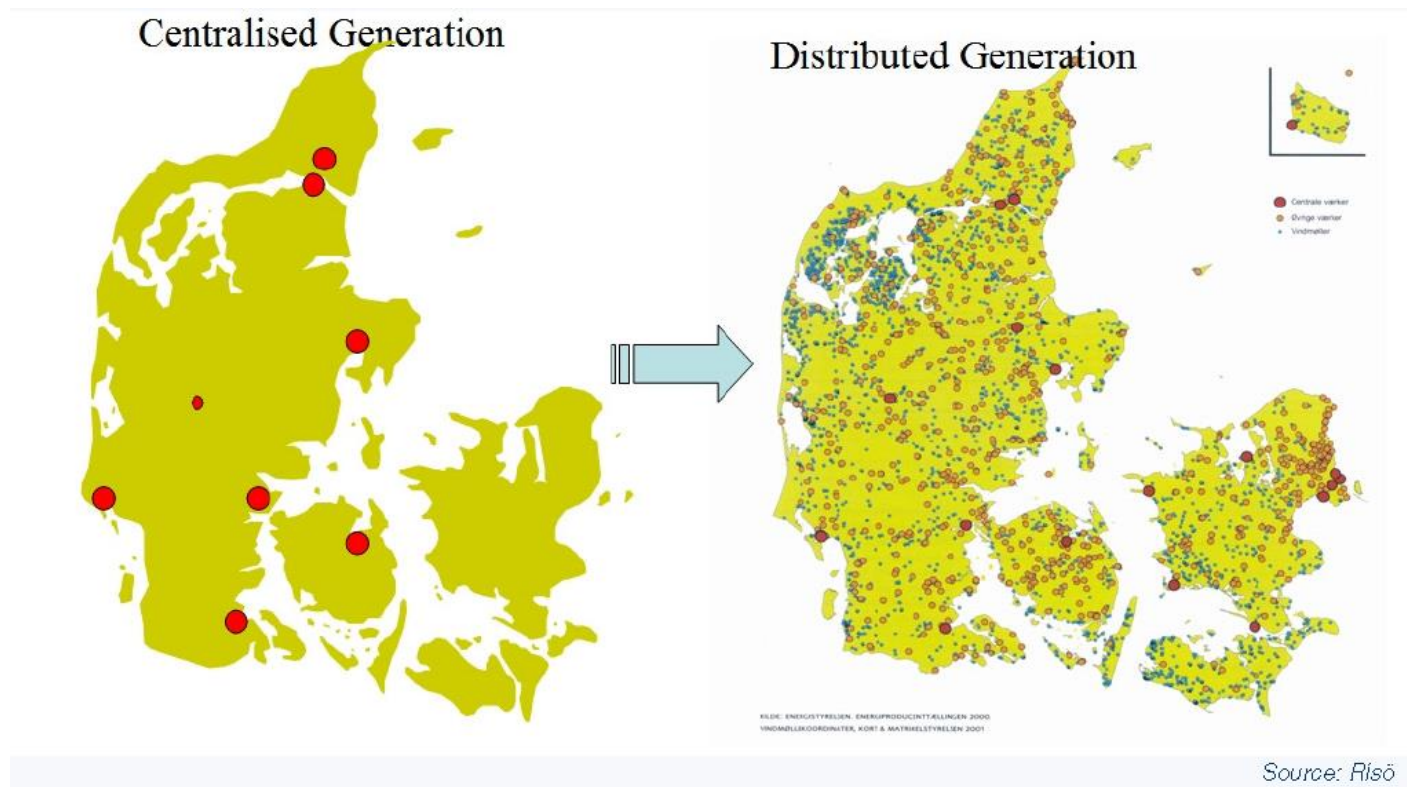 Centralised Generation
Distributed Generation
Centrale værker
Øvrige værker
Vindmøller
KILDE: ENERGISTYRELSEN. ENERGIPRODUCENTTÆLLINGEN 2000.
VINDMØLLEKOORDINATER, KORT & MATRIKELSTYRELSEN 2001
Source: Risö